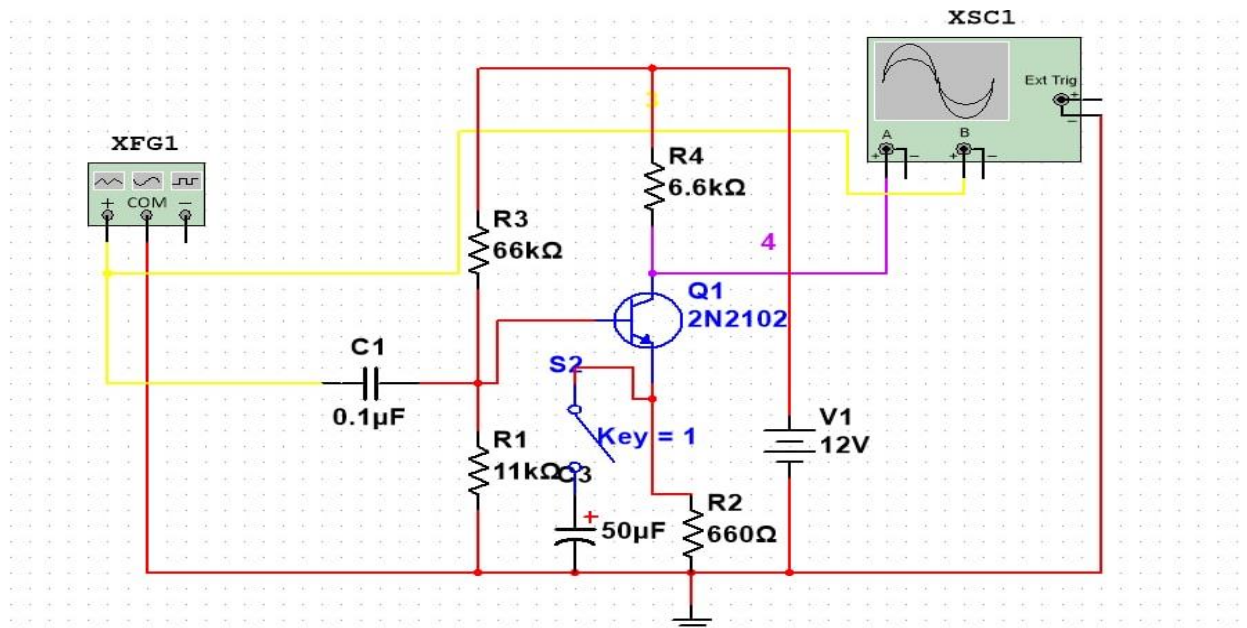 XSC1
Ext Trig
+
−
A
B
+ − + −
XFG1
+ COM −
3
R4
6.6kΩ
R3
66kΩ
4
Q1
2N2102
C1
0.1µF
S2
Key = 1
V1
12V
R1
11kΩ
C3
+
50µF
R2
660Ω